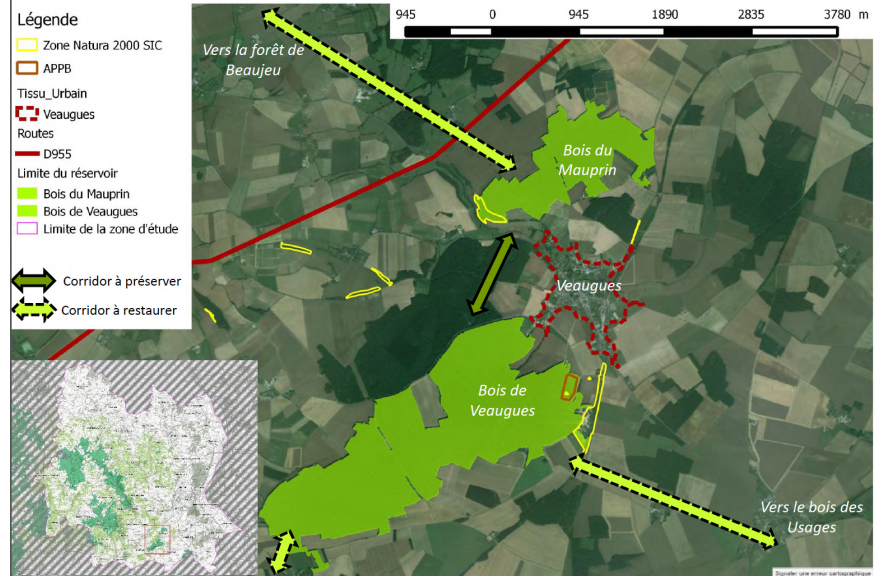 Légende
Zone Natura 2000 SIC
APPB
Tissu_Urbain
Veaugues
Routes
D955
Limite du réservoir
Bois du Mauprin
Bois de Veaugues
Limite de la zone d'étude
Corridor à préserver
Corridor à restaurer
945 0 945 1890 2835 3780 m
Vers la forêt de
Beaujeu
Bois du
Mauprin
Veaugues
Bois de
Veaugues
Vers le bois des
Usages
Signaler une erreur cartographique